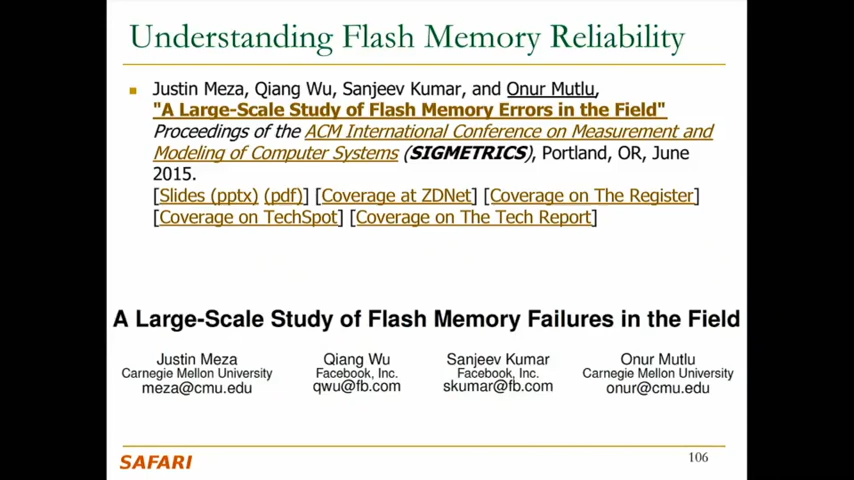 Understanding Flash Memory Reliability
Justin Meza, Qiang Wu, Sanjeev Kumar, and Onur Mutlu,
"A Large-Scale Study of Flash Memory Errors in the Field"
Proceedings of the ACM International Conference on Measurement and
Modeling of Computer Systems (SIGMETRICS), Portland, OR, June
2015.
[Slides (pptx) (pdf)] [Coverage at ZDNet] [Coverage on The Register]
[Coverage on TechSpot] [Coverage on The Tech Report]
A Large-Scale Study of Flash Memory Failures in the Field
Justin Meza Qiang Wu Sanjeev Kumar Onur Mutlu
Carnegie Mellon University Facebook, Inc. Facebook, Inc. Carnegie Mellon University
meza@cmu.edu qwu@fb.com skumar@fb.com onur@cmu.edu
SAFARI 106